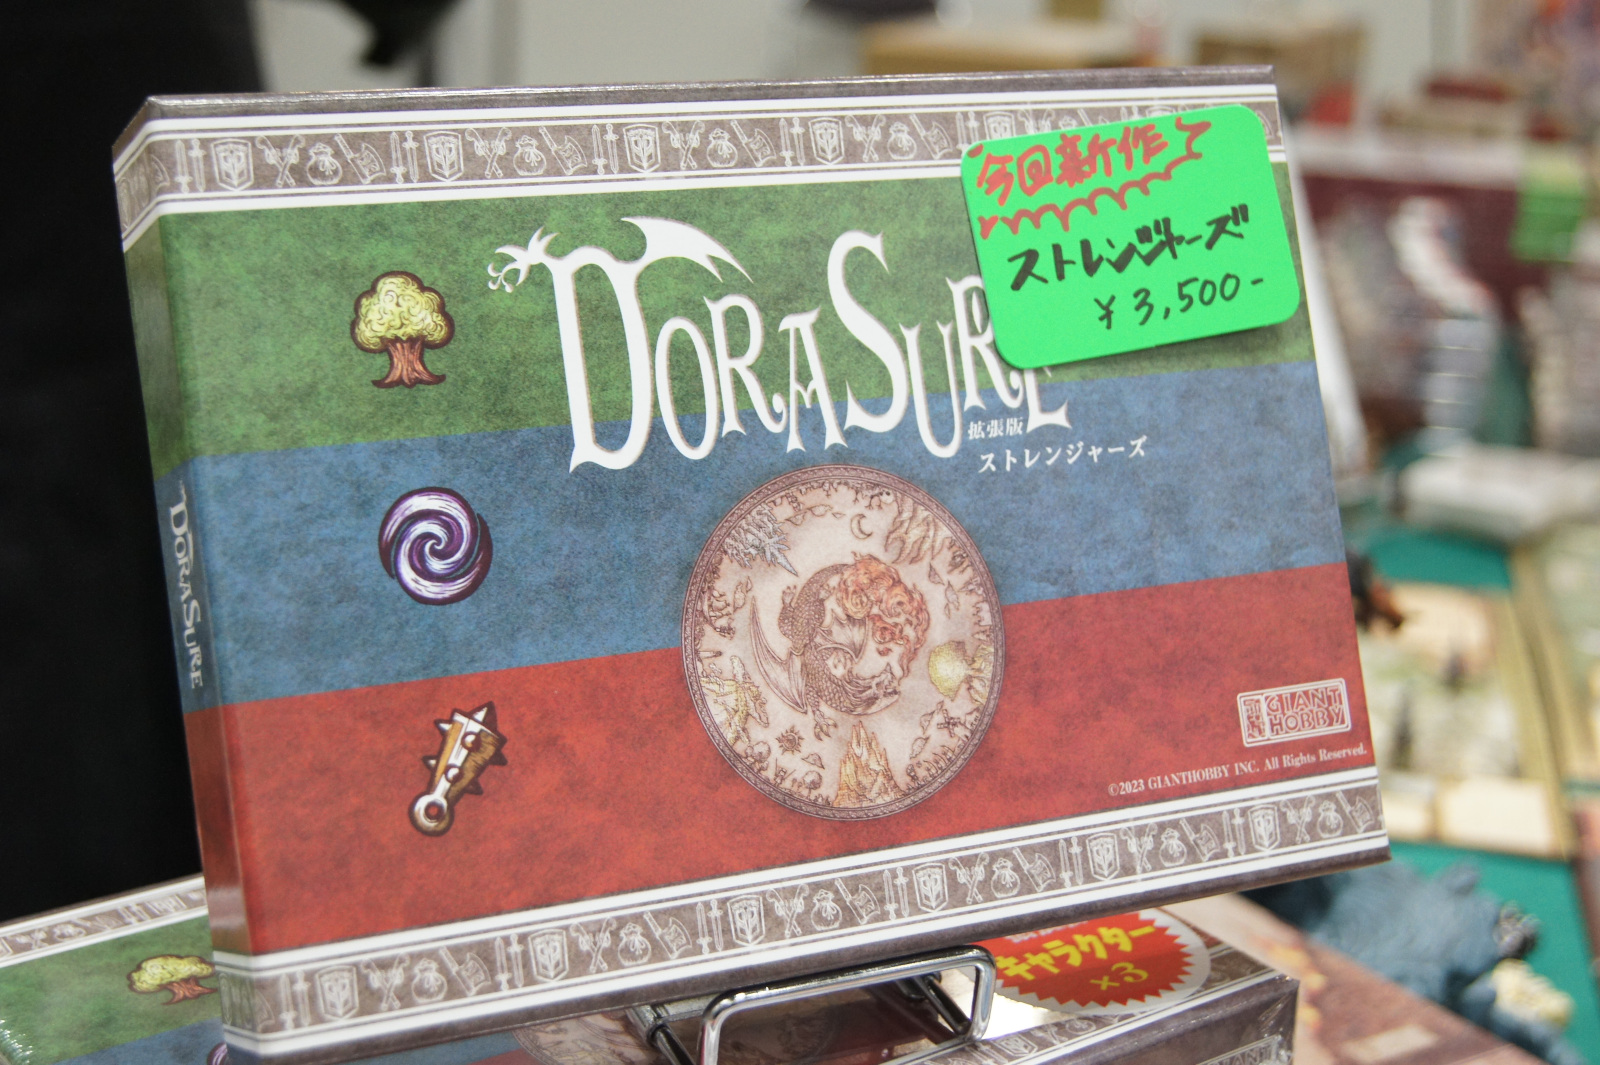 今回新作
ストレンジャーズ
¥3,500-
DORASURE
拡張版
ストレンジャーズ
DORASURE
GIANT
HOBBY
©2023 GIANTHOBBY INC. All Rights Reserved.
キャラクター
×3